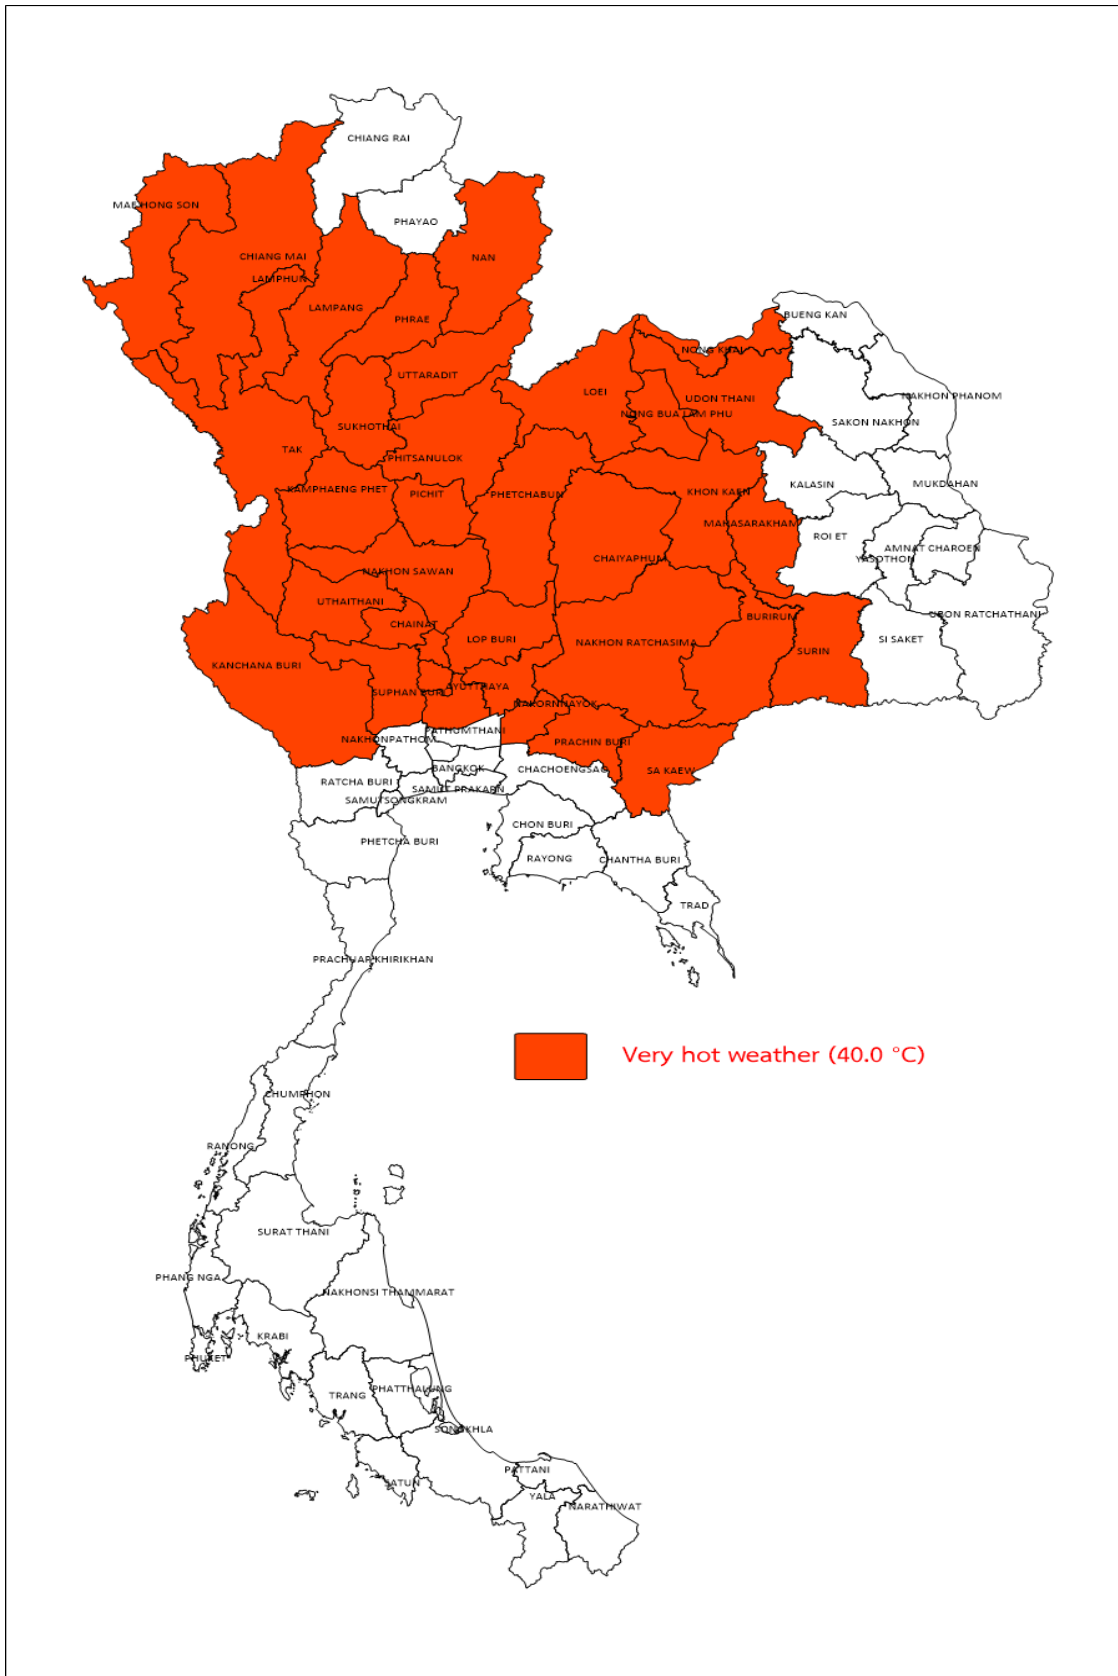 CHIANG RAI
MAE HONG SON
PHAYAO
CHIANG MAI
NAN
LAMPHUN
LAMPANG
PHRAE
BUENG KAN
NONG KHAI
UTTARADIT
LOEI
UDON THANI
NAKHON PHANOM
NONG BUA LAM PHU
SUKHOTHAI
SAKON NAKHON
TAK
PHITSANULOK
KAMPHAENG PHET
PICHIT
PHETCHABUN
KHON KAEN
KALASIN
MUKDAHAN
MAHASARAKHAM
ROI ET
AMNAT CHAROEN
YASOTHON
CHAIYAPHUM
NAKHON SAWAN
UTHAITHANI
UBON RATCHATHANI
CHAINAT
LOP BURI
NAKHON RATCHASIMA
BURIRUM
SURIN
SI SAKET
KANCHANA BURI
SUPHAN BURI
AYUTTHAYA
NAKORNNAYOK
PATHUMTHANI
NAKHONPATHOM
PRACHIN BURI
BANGKOK
CHACHOENGSAO
SA KAEW
RATCHA BURI
SAMUT PRAKARN
SAMUTSONGKRAM
CHON BURI
PHETCHA BURI
RAYONG
CHANTHA BURI
TRAD
PRACHUAP KHIRIKHAN
Very hot weather (40.0 °C)
CHUMPHON
RANONG
SURAT THANI
PHANG NGA
NAKHONSI THAMMARAT
KRABI
PHUKET
PHATTHALUNG
TRANG
SONGKHLA
PATTANI
SATUN
YALA
NARATHIWAT